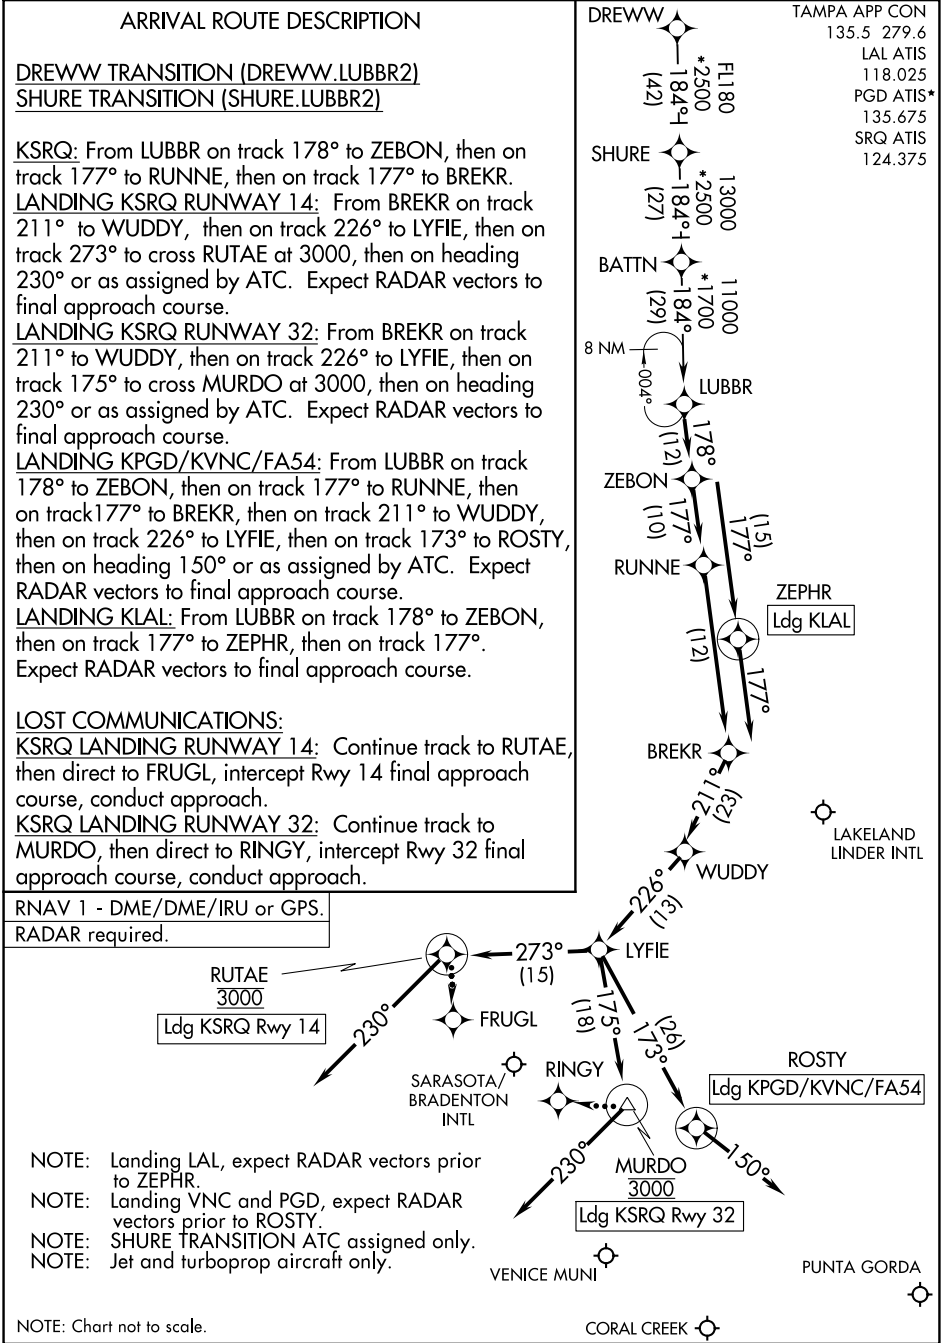 ARRIVAL ROUTE DESCRIPTION
DREWW TRANSITION (DREWW.LUBBR2)
SHURE TRANSITION (SHURE.LUBBR2)
KSRQ: From LUBBR on track 178° to ZEBON, then on
track 177° to RUNNE, then on track 177° to BREKR.
LANDING KSRQ RUNWAY 14: From BREKR on track
211° to WUDDY, then on track 226° to LYFIE, then on
track 273° to cross RUTAE at 3000, then on heading
230° or as assigned by ATC. Expect RADAR vectors to
final approach course.
LANDING KSRQ RUNWAY 32: From BREKR on track
211° to WUDDY, then on track 226° to LYFIE, then on
track 175° to cross MURDO at 3000, then on heading
230° or as assigned by ATC. Expect RADAR vectors to
final approach course.
LANDING KPGD/KVNC/FA54: From LUBBR on track
178° to ZEBON, then on track 177° to RUNNE, then
on track177° to BREKR, then on track 211° to WUDDY,
then on track 226° to LYFIE, then on track 173° to ROSTY,
then on heading 150° or as assigned by ATC. Expect
RADAR vectors to final approach course.
LANDING KLAL: From LUBBR on track 178° to ZEBON,
then on track 177° to ZEPHR, then on track 177°.
Expect RADAR vectors to final approach course.
LOST COMMUNICATIONS:
KSRQ LANDING RUNWAY 14: Continue track to RUTAE,
then direct to FRUGL, intercept Rwy 14 final approach
course, conduct approach.
KSRQ LANDING RUNWAY 32: Continue track to
MURDO, then direct to RINGY, intercept Rwy 32 final
approach course, conduct approach.
RNAV 1 - DME/DME/IRU or GPS.
RADAR required.
TAMPA APP CON
135.5 279.6
LAL ATIS
118.025
PGD ATIS*
135.675
SRQ ATIS
124.375
DREWW
FL180
*2500
184°
(42)
SHURE
13000
*2500
184°
(27)
BATTN
11000
*1700
184°
(29)
8 NM
004°
LUBBR
178°
(12)
ZEBON
177°
(10)
(15)
177°
RUNNE
ZEPHR
Ldg KLAL
(12)
177°
BREKR
211°
(23)
LAKELAND
LINDER INTL
WUDDY
226°
(13)
LYFIE
273°
(15)
RUTAE
3000
Ldg KSRQ Rwy 14
230°
FRUGL
175°
(18)
(26)
173°
SARASOTA/
BRADENTON
INTL
RINGY
ROSTY
Ldg KPGD/KVNC/FA54
150°
230°
MURDO
3000
Ldg KSRQ Rwy 32
VENICE MUNI
PUNTA GORDA
CORAL CREEK
NOTE: Landing LAL, expect RADAR vectors prior
to ZEPHR.
NOTE: Landing VNC and PGD, expect RADAR
vectors prior to ROSTY.
NOTE: SHURE TRANSITION ATC assigned only.
NOTE: Jet and turboprop aircraft only.
NOTE: Chart not to scale.